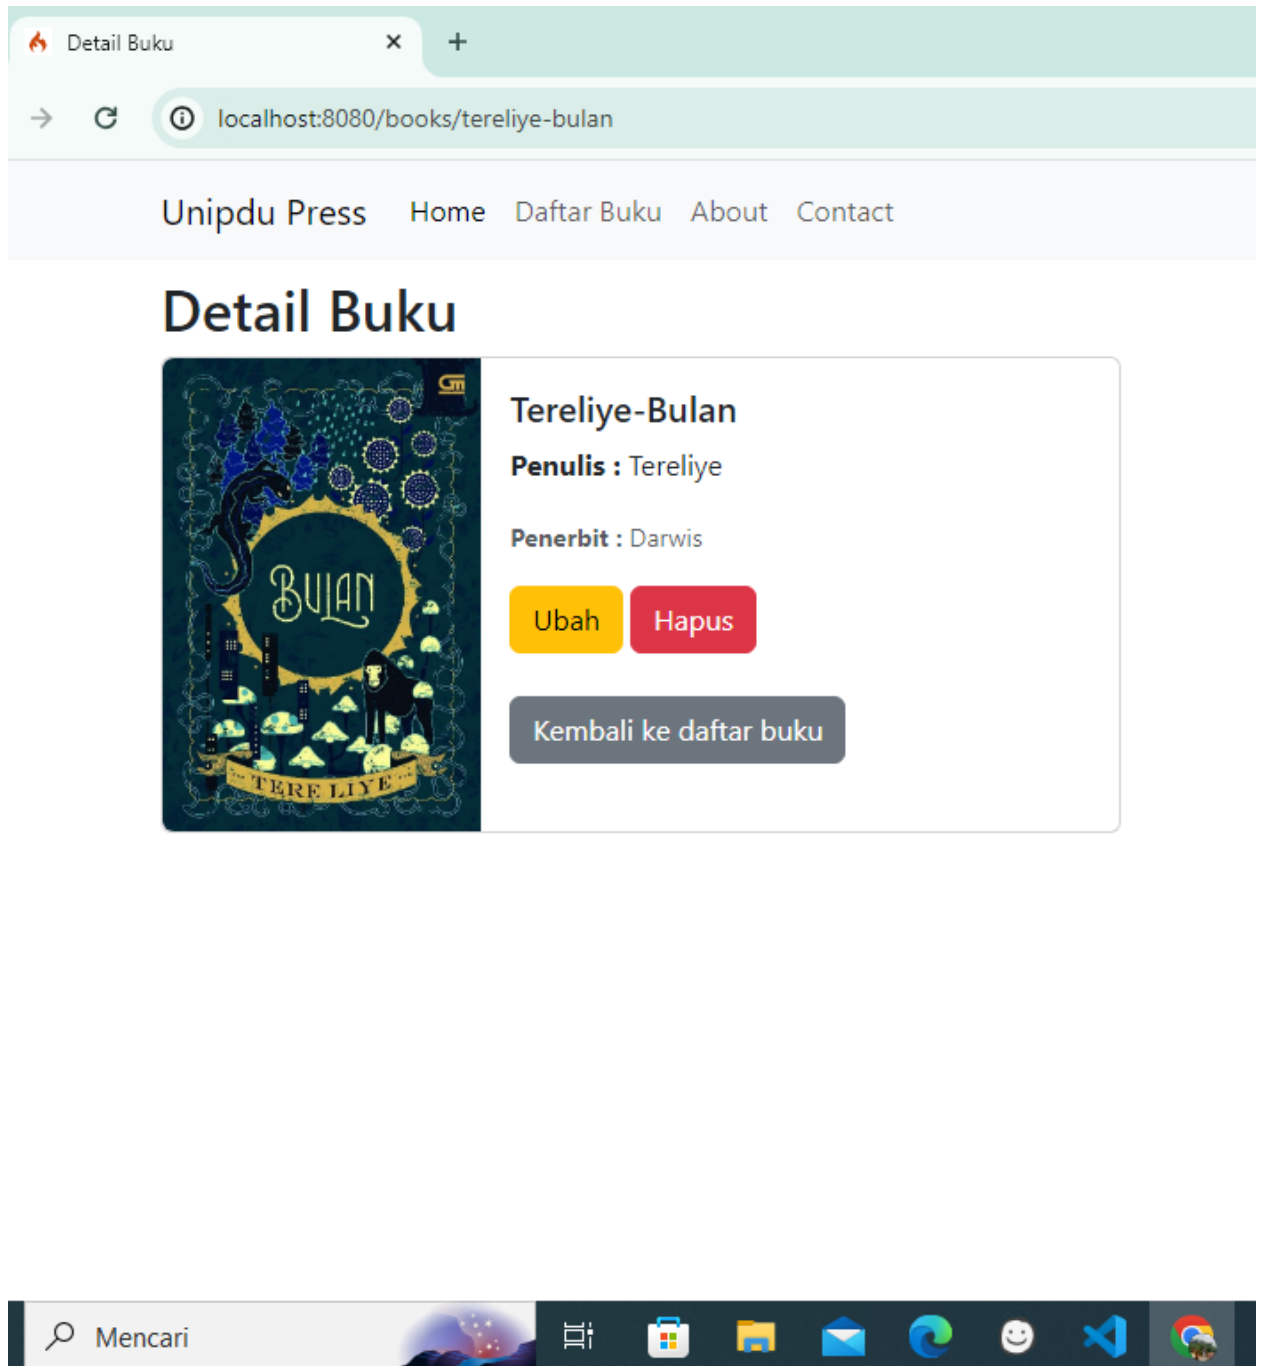 Detail Buku
localhost:8080/books/tereliye-bulan
Unipdu Press Home Daftar Buku About Contact
Detail Buku
Gm
BULAN
TERE LIYE
Tereliye-Bulan
Penulis : Tereliye
Penerbit : Darwis
Ubah Hapus
Kembali ke daftar buku
Mencari